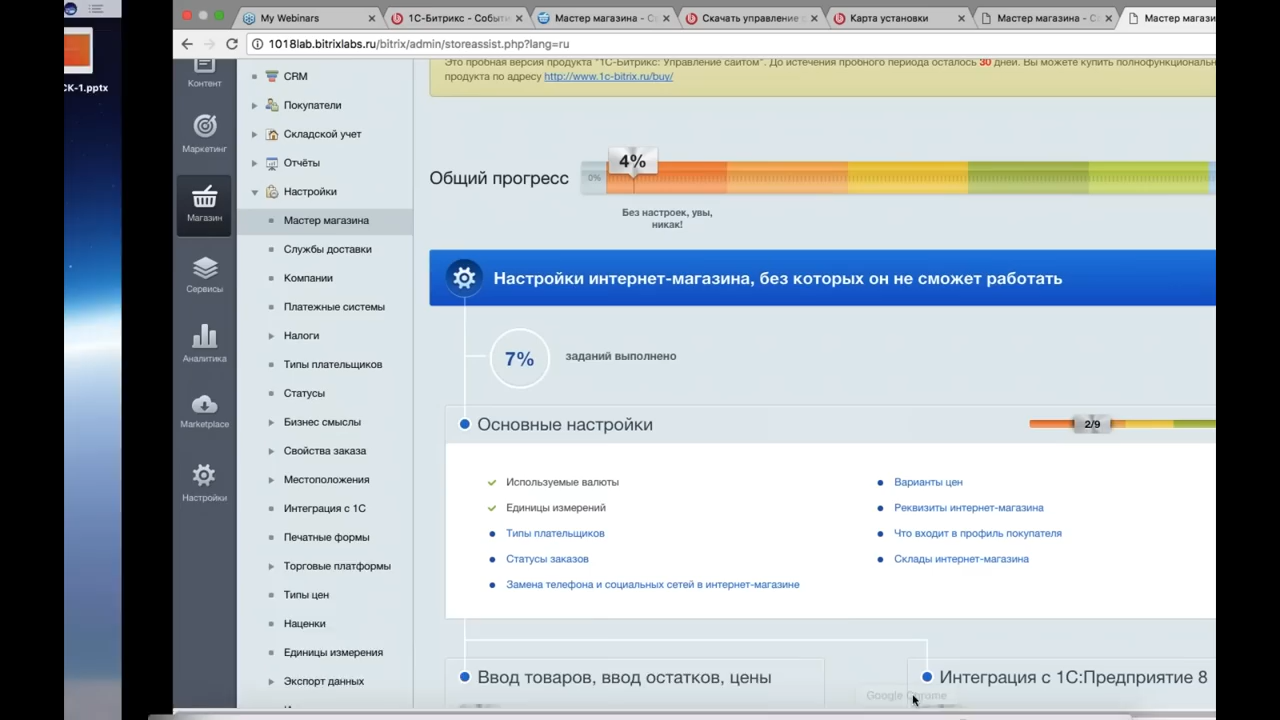 My Webinars
1С-Битрикс - Событи
Мастер магазина - С
Скачать управление
Карта установки
Мастер магазина - С
Мастер магази
1018lab.bitrixlabs.ru/bitrix/admin/storeassist.php?lang=ru
СК-1.pptx
Контент
Маркетинг
Магазин
Сервисы
Аналитика
Marketplace
Настройки
CRM
Покупатели
Складской учет
Отчёты
Настройки
Мастер магазина
Службы доставки
Компании
Платежные системы
Налоги
Типы плательщиков
Статусы
Бизнес смыслы
Свойства заказа
Местоположения
Интеграция с 1С
Печатные формы
Торговые платформы
Типы цен
Наценки
Единицы измерения
Экспорт данных
Это пробная версия продукта "1С-Битрикс: Управление сайтом". До истечения пробного периода осталось 30 дней. Вы можете купить полнофункциональн
продукта по адресу http://www.1c-bitrix.ru/buy/
Общий прогресс
0%
4%
Без настроек, увы,
никак!
Настройки интернет-магазина, без которых он не сможет работать
7%
заданий выполнено
Основные настройки
2/9
Используемые валюты
Единицы измерений
Типы плательщиков
Статусы заказов
Замена телефона и социальных сетей в интернет-магазине
Варианты цен
Реквизиты интернет-магазина
Что входит в профиль покупателя
Склады интернет-магазина
Ввод товаров, ввод остатков, цены
Интеграция с 1С:Предприятие 8
Google Chrome